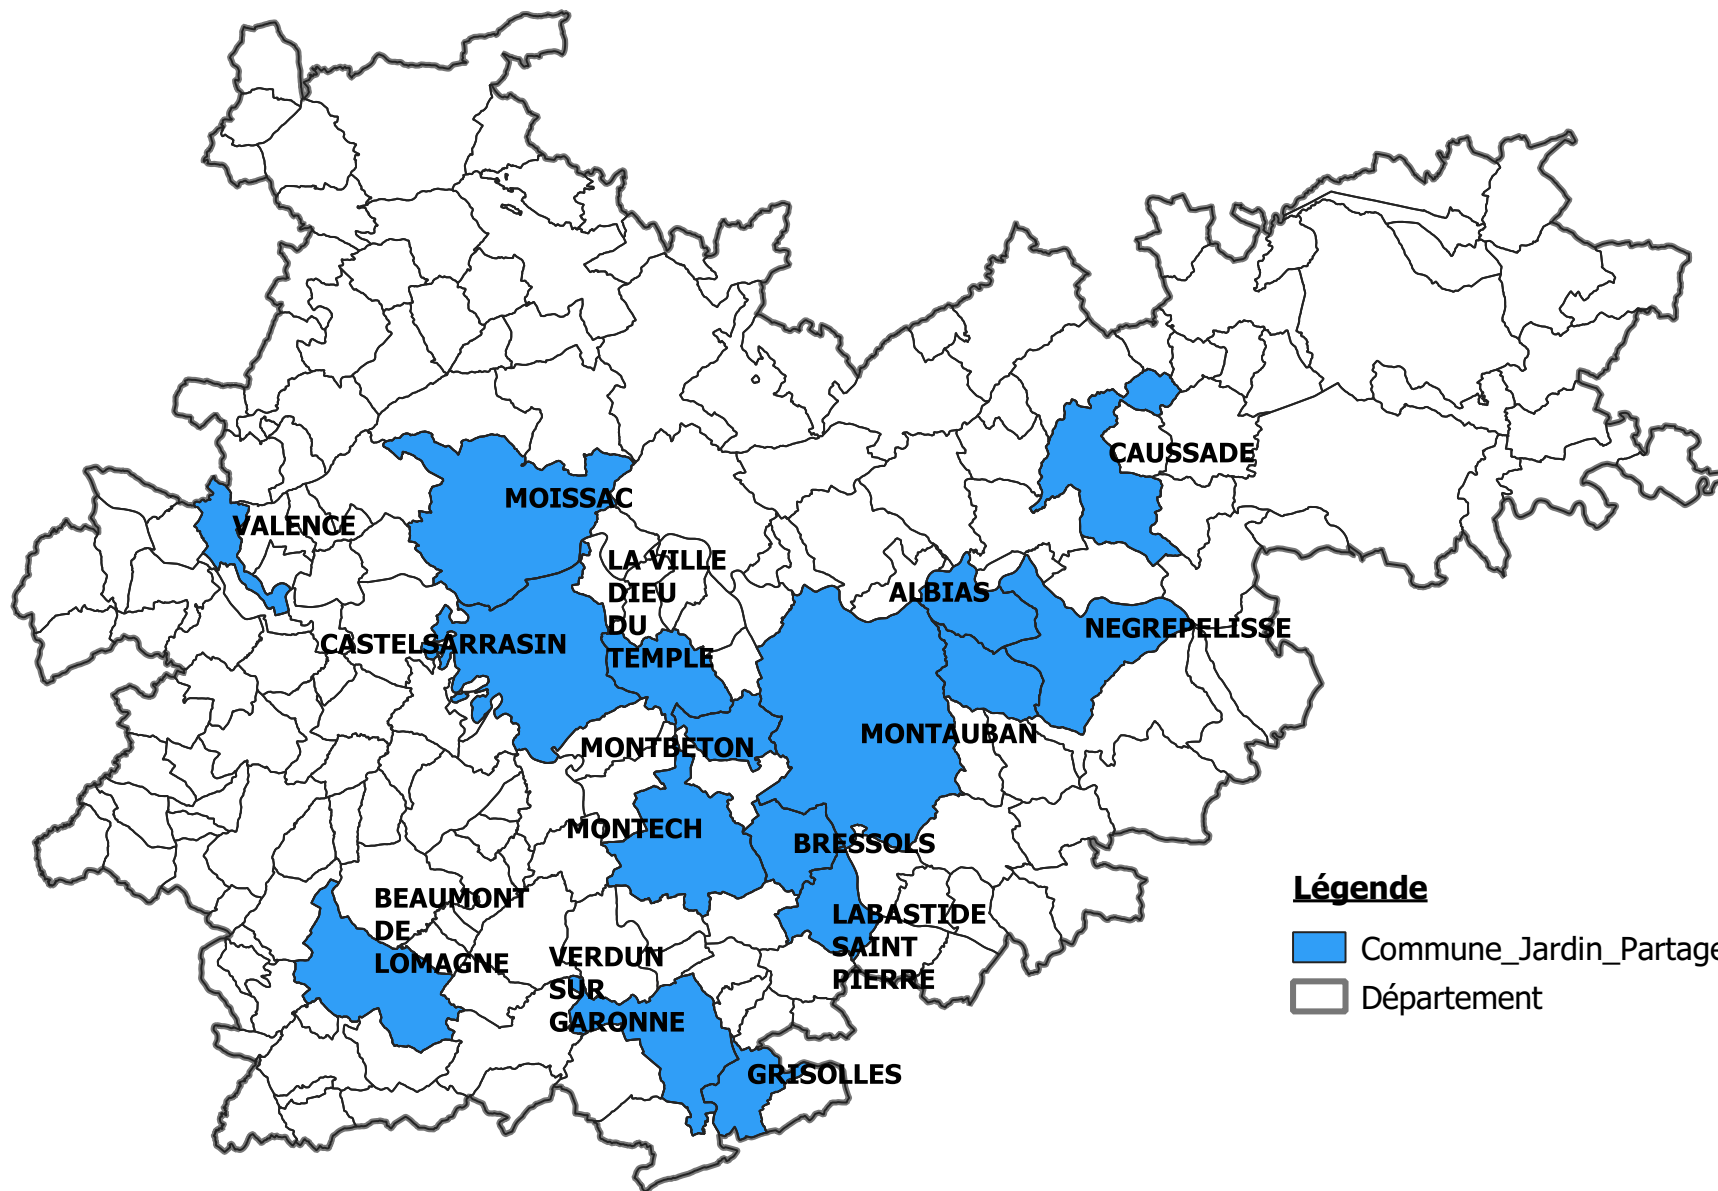 CAUSSADE
MOISSAC
VALENCE
LA VILLE
DIEU
DU
TEMPLE
ALBIAS
NEGREPELISSE
CASTELSARRASIN
MONTAUBAN
MONTBETON
MONTECH
BRESSOLS
BEAUMONT
DE
LOMAGNE
LABASTIDE
SAINT
PIERRE
VERDUN
SUR
GARONNE
GRISOLLES
Légende
Commune_Jardin_Partage
Département